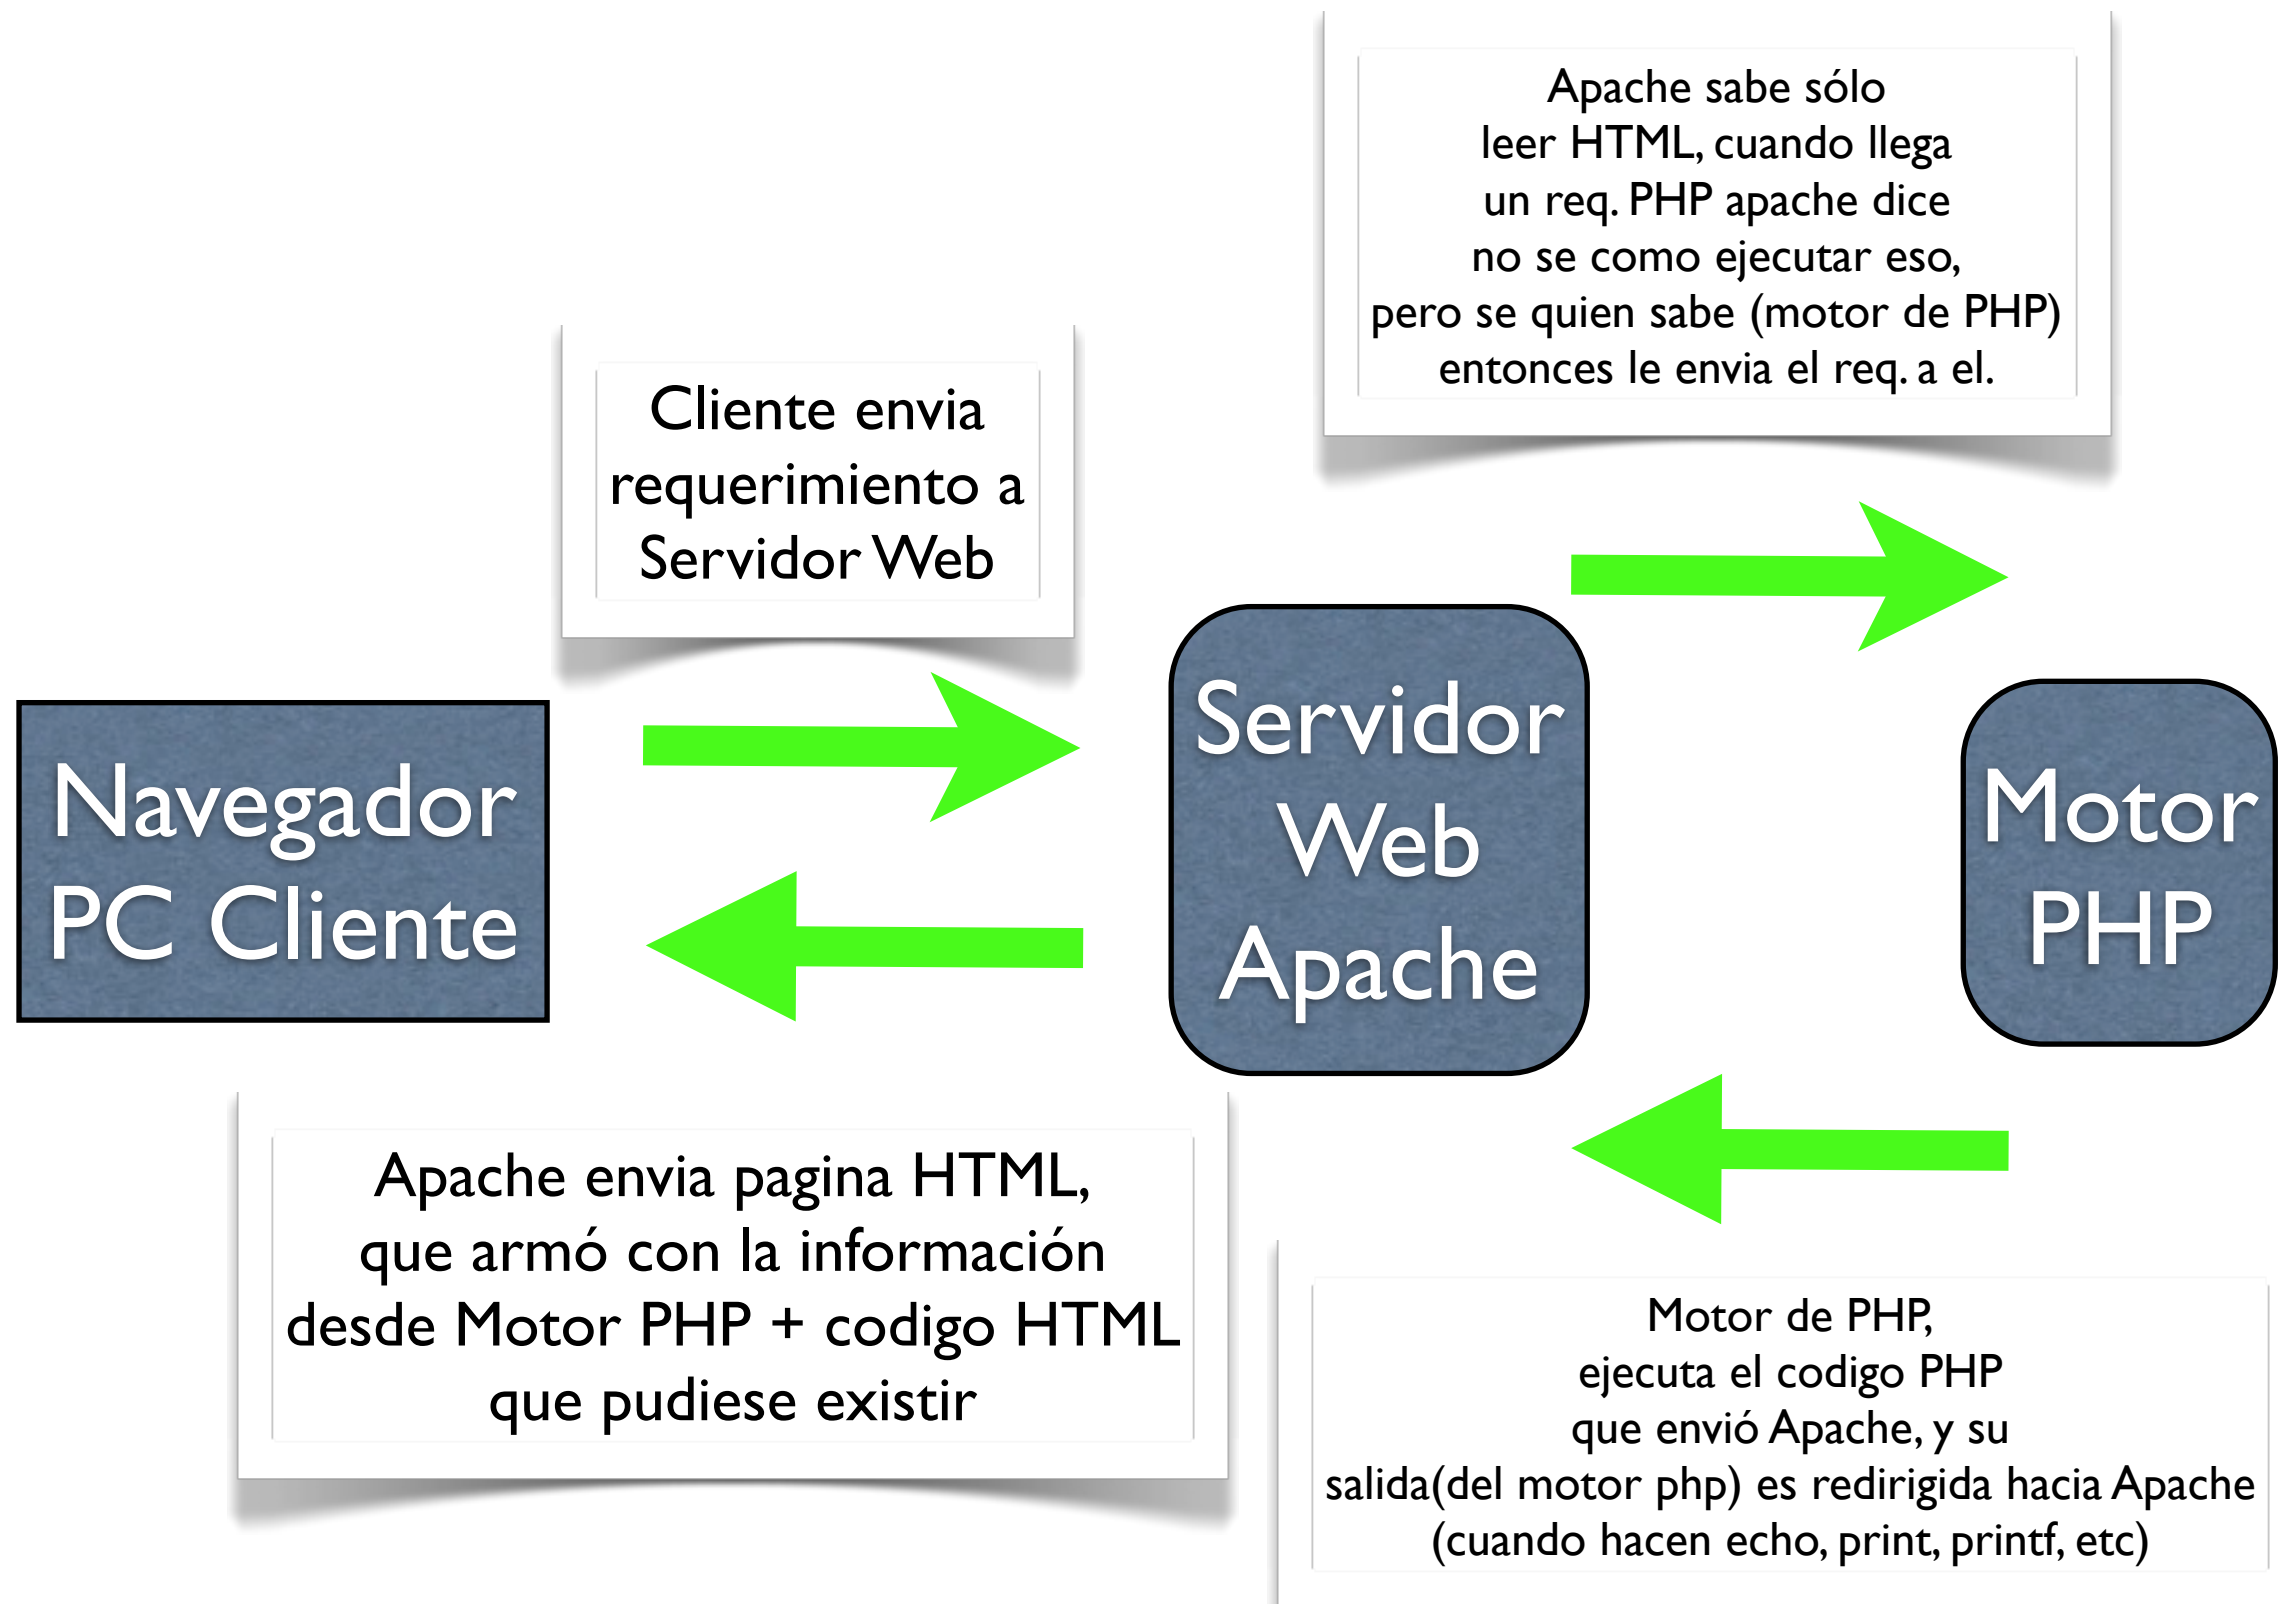 Apache sabe sólo
leer HTML, cuando llega
un req. PHP apache dice
no se como ejecutar eso,
pero se quien sabe (motor de PHP)
entonces le envia el req. a el.
Cliente envia
requerimiento a
Servidor Web
Navegador
PC Cliente
Servidor
Web
Apache
Motor
PHP
Apache envia pagina HTML,
que armó con la información
desde Motor PHP + codigo HTML
que pudiese existir
Motor de PHP,
ejecuta el codigo PHP
que envió Apache, y su
salida(del motor php) es redirigida hacia Apache
(cuando hacen echo, print, printf, etc)